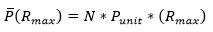 P̄(R_max) = N * P_unit * (R_max)